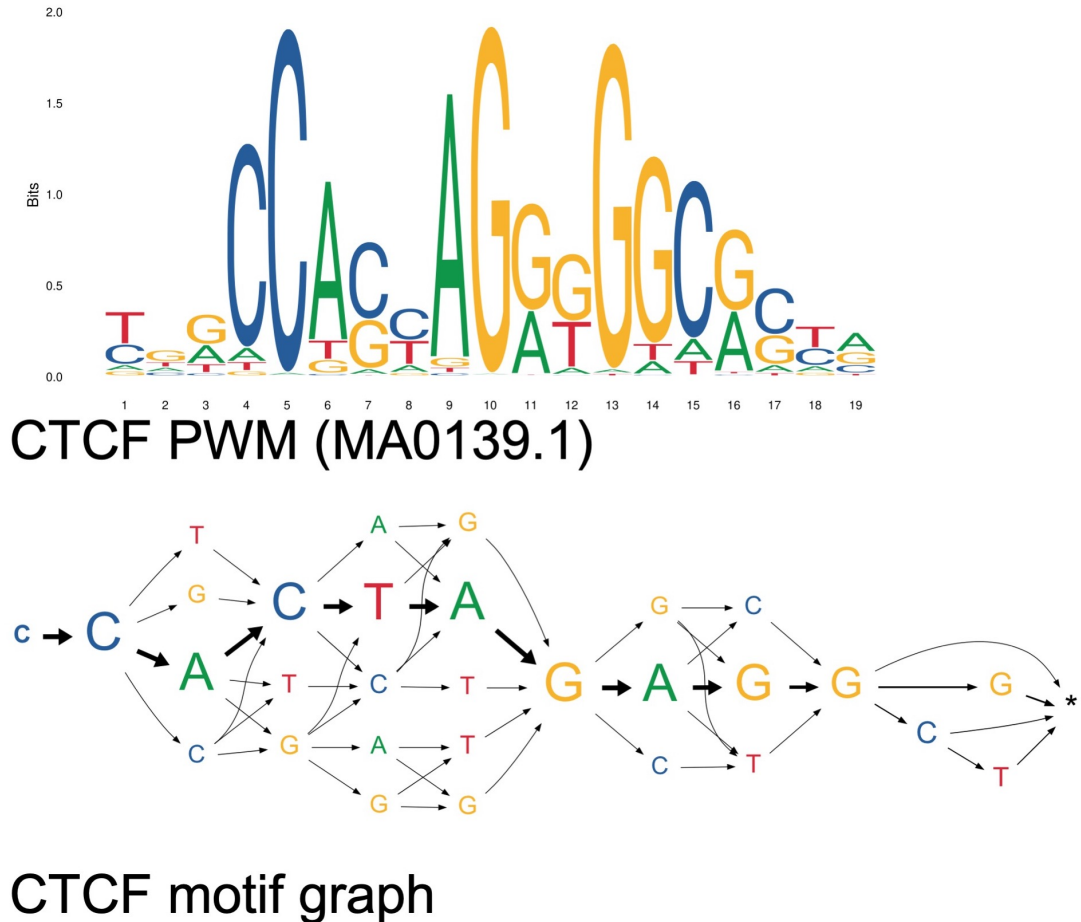 2.0
1.5
1.0
0.5
0.0
Bits
T C A G
G T A C
G A T
C A T G
C
A T G
C G A
C T A
A G T C
G
G A
G T A
G
G T A
C A T
G A
C G A
T C A
A G C
1 2 3 4 5 6 7 8 9 10 11 12 13 14 15 16 17 18 19
CTCF PWM (MA0139.1)
A G
T
C T A
G G C
C C
A G A G G G *
T C T
C
G A T C T
C
G G T
CTCF motif graph